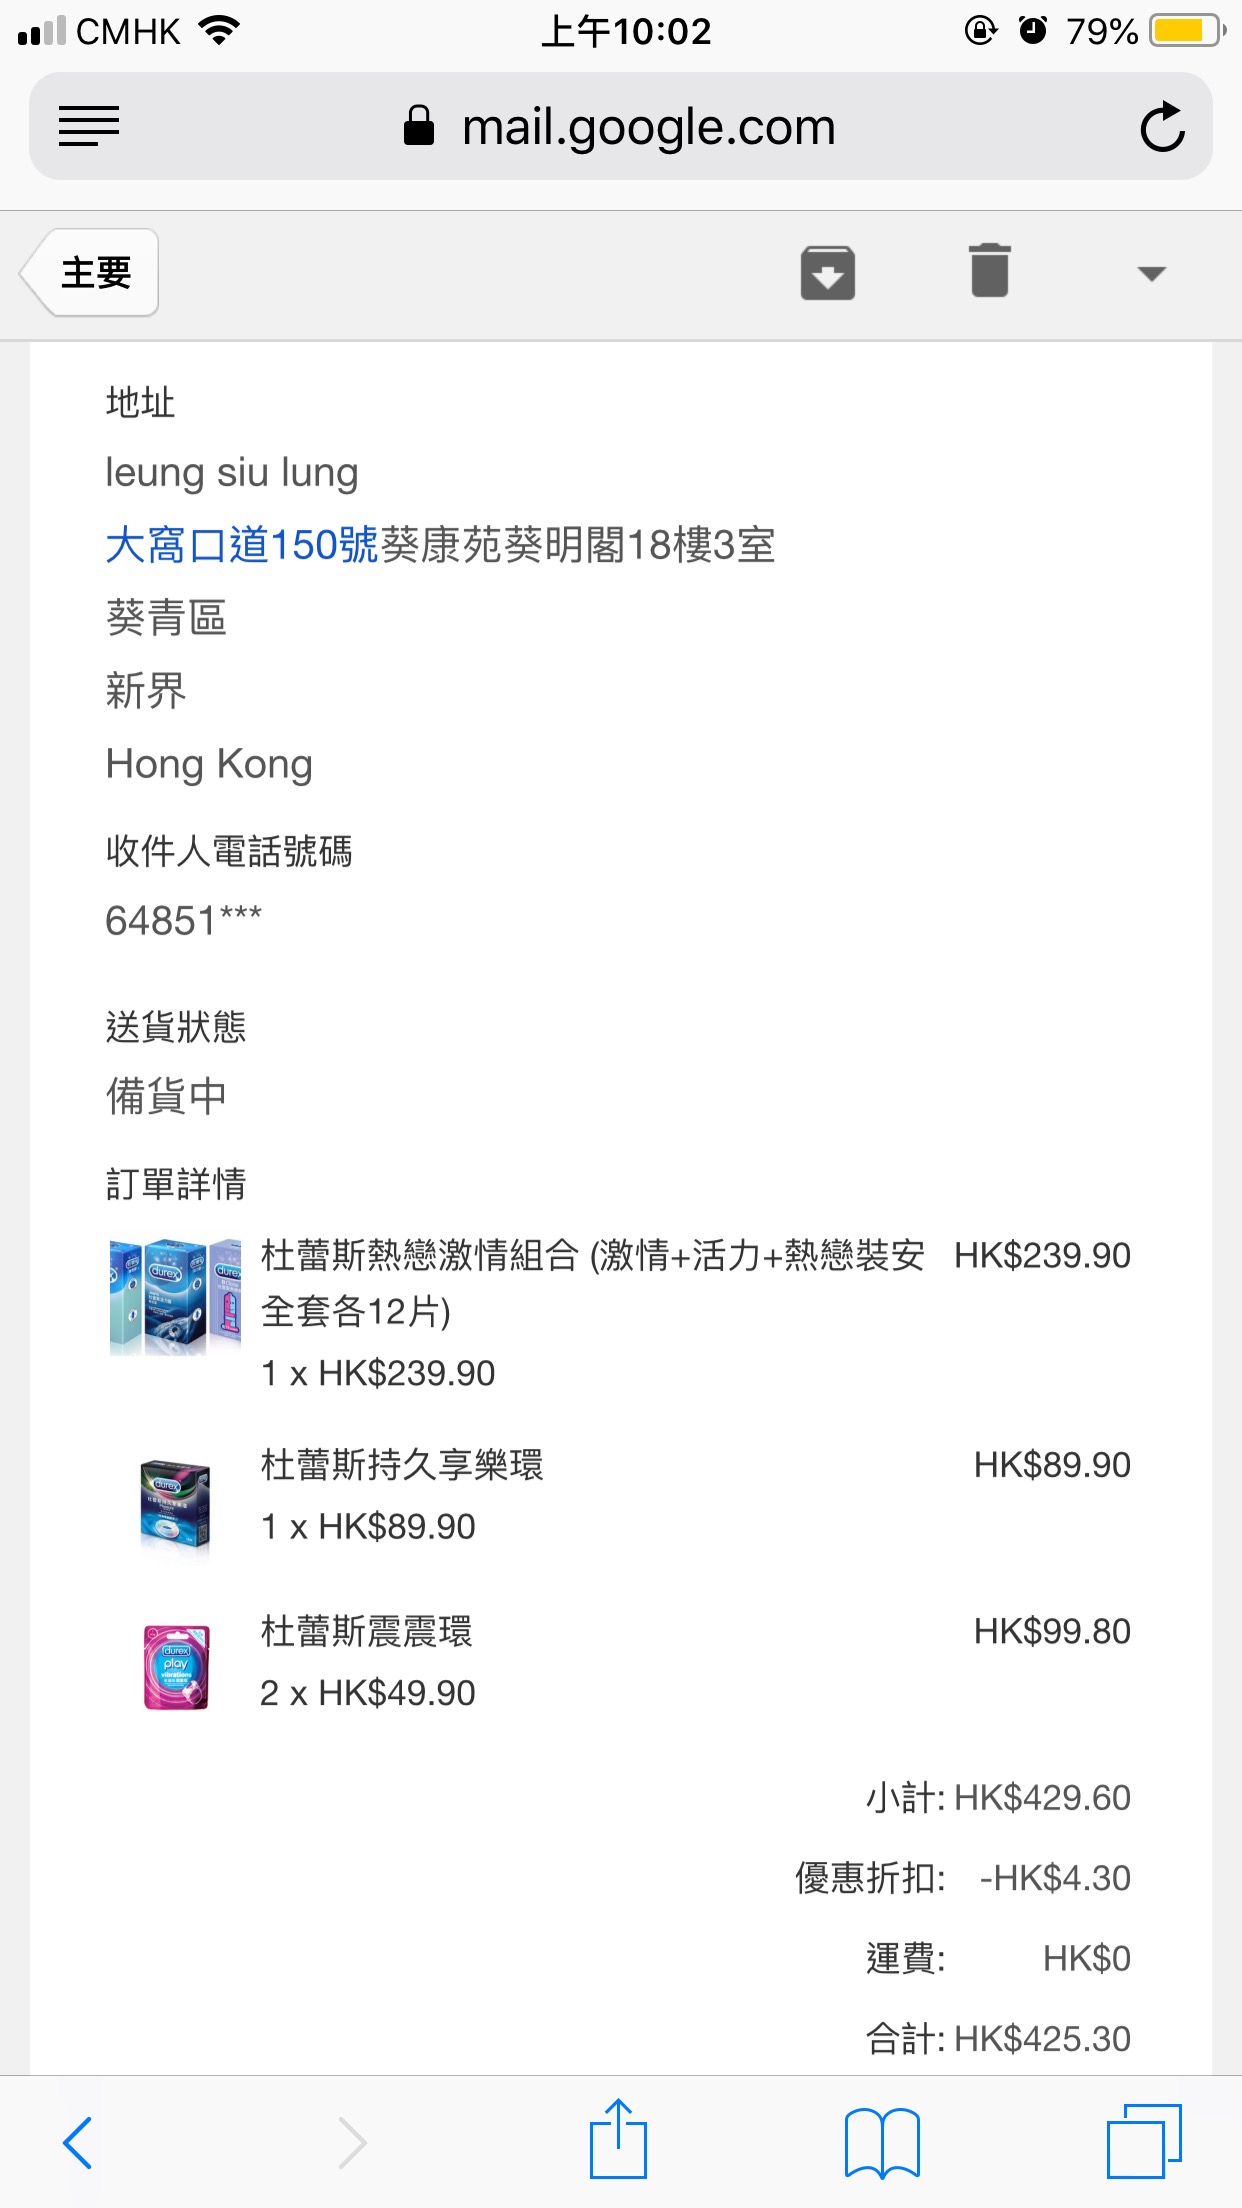 CMHK 上午10:02 79%
mail.google.com
主要
地址
leung siu lung
大窩口道150號葵康苑葵明閣18樓3室
葵青區
新界
Hong Kong
收件人電話號碼
64851***
送貨狀態
備貨中
訂單詳情
杜蕾斯熱戀激情組合 (激情+活力+熱戀裝安 HK$239.90
全套各12片)
1 x HK$239.90
杜蕾斯持久享樂環 HK$89.90
1 x HK$89.90
杜蕾斯震震環 HK$99.80
2 x HK$49.90
小計: HK$429.60
優惠折扣: -HK$4.30
運費: HK$0
合計: HK$425.30
durex
durex
durex
durex
play
vibrations